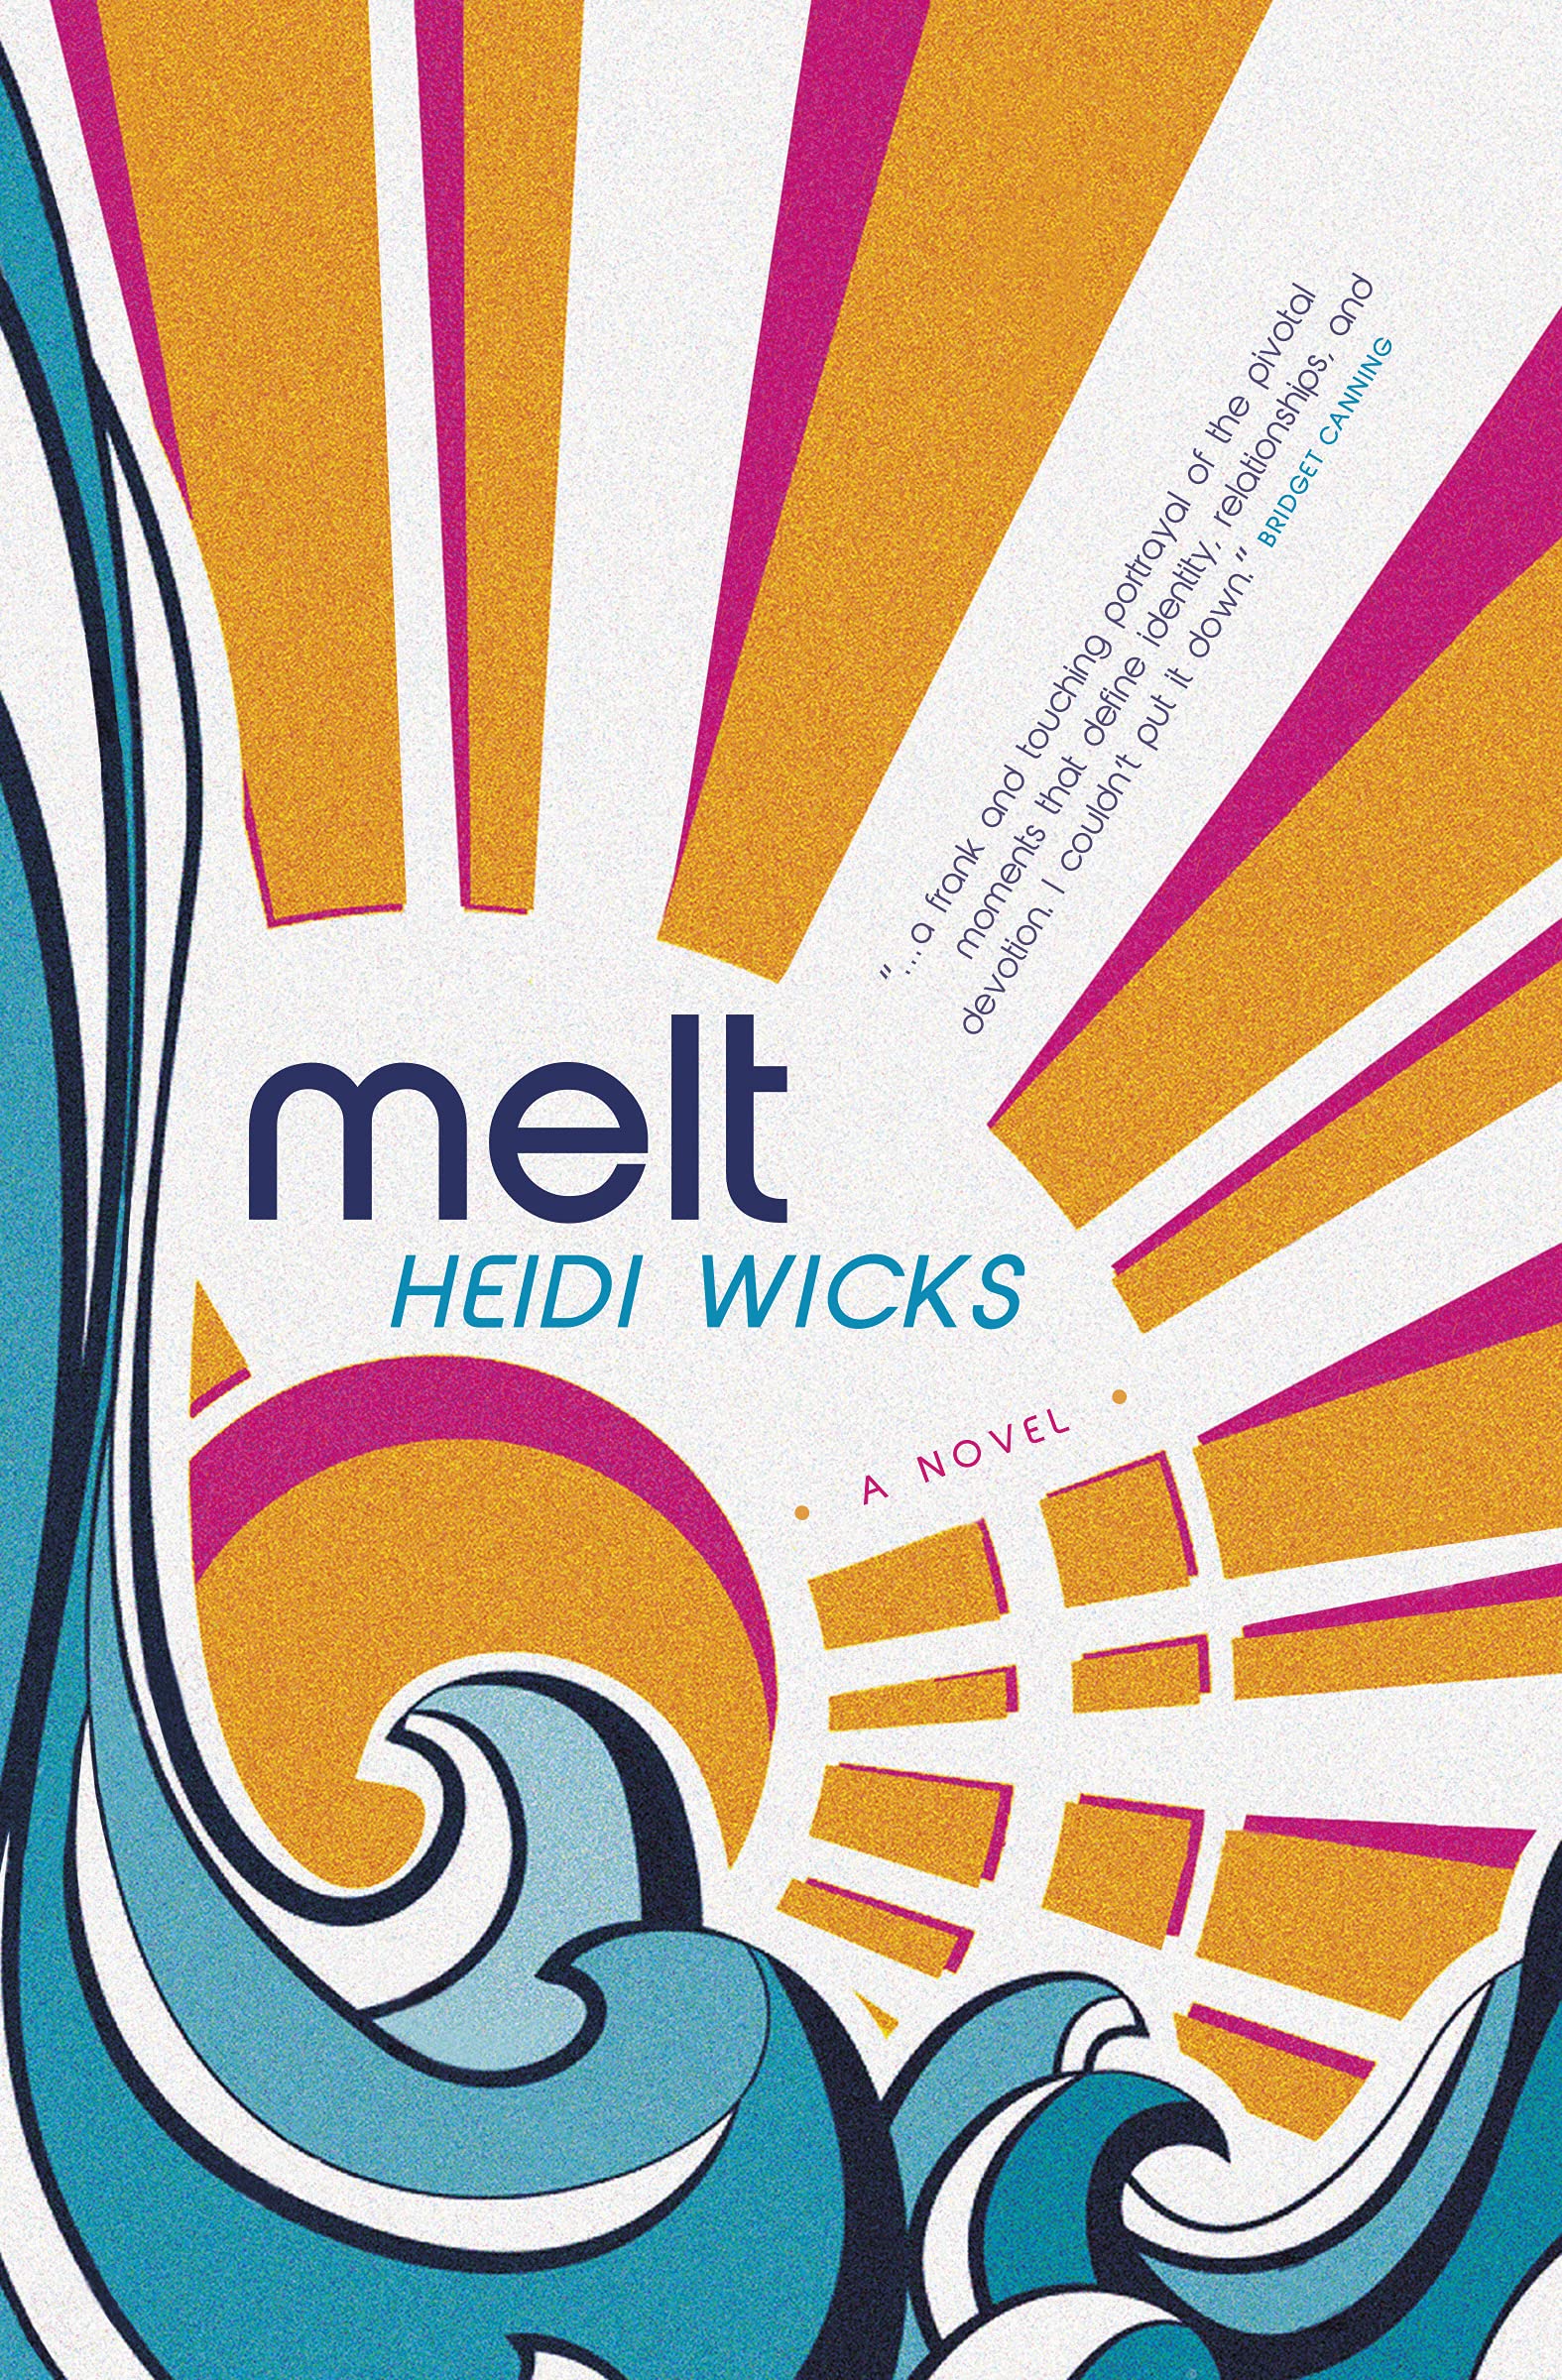 "...a frank and touching portrayal of the pivotal
moments that define identity, relationships, and
devotion. I couldn't put it down." BRIDGET CANNING
melt
HEIDI WICKS
A NOVEL